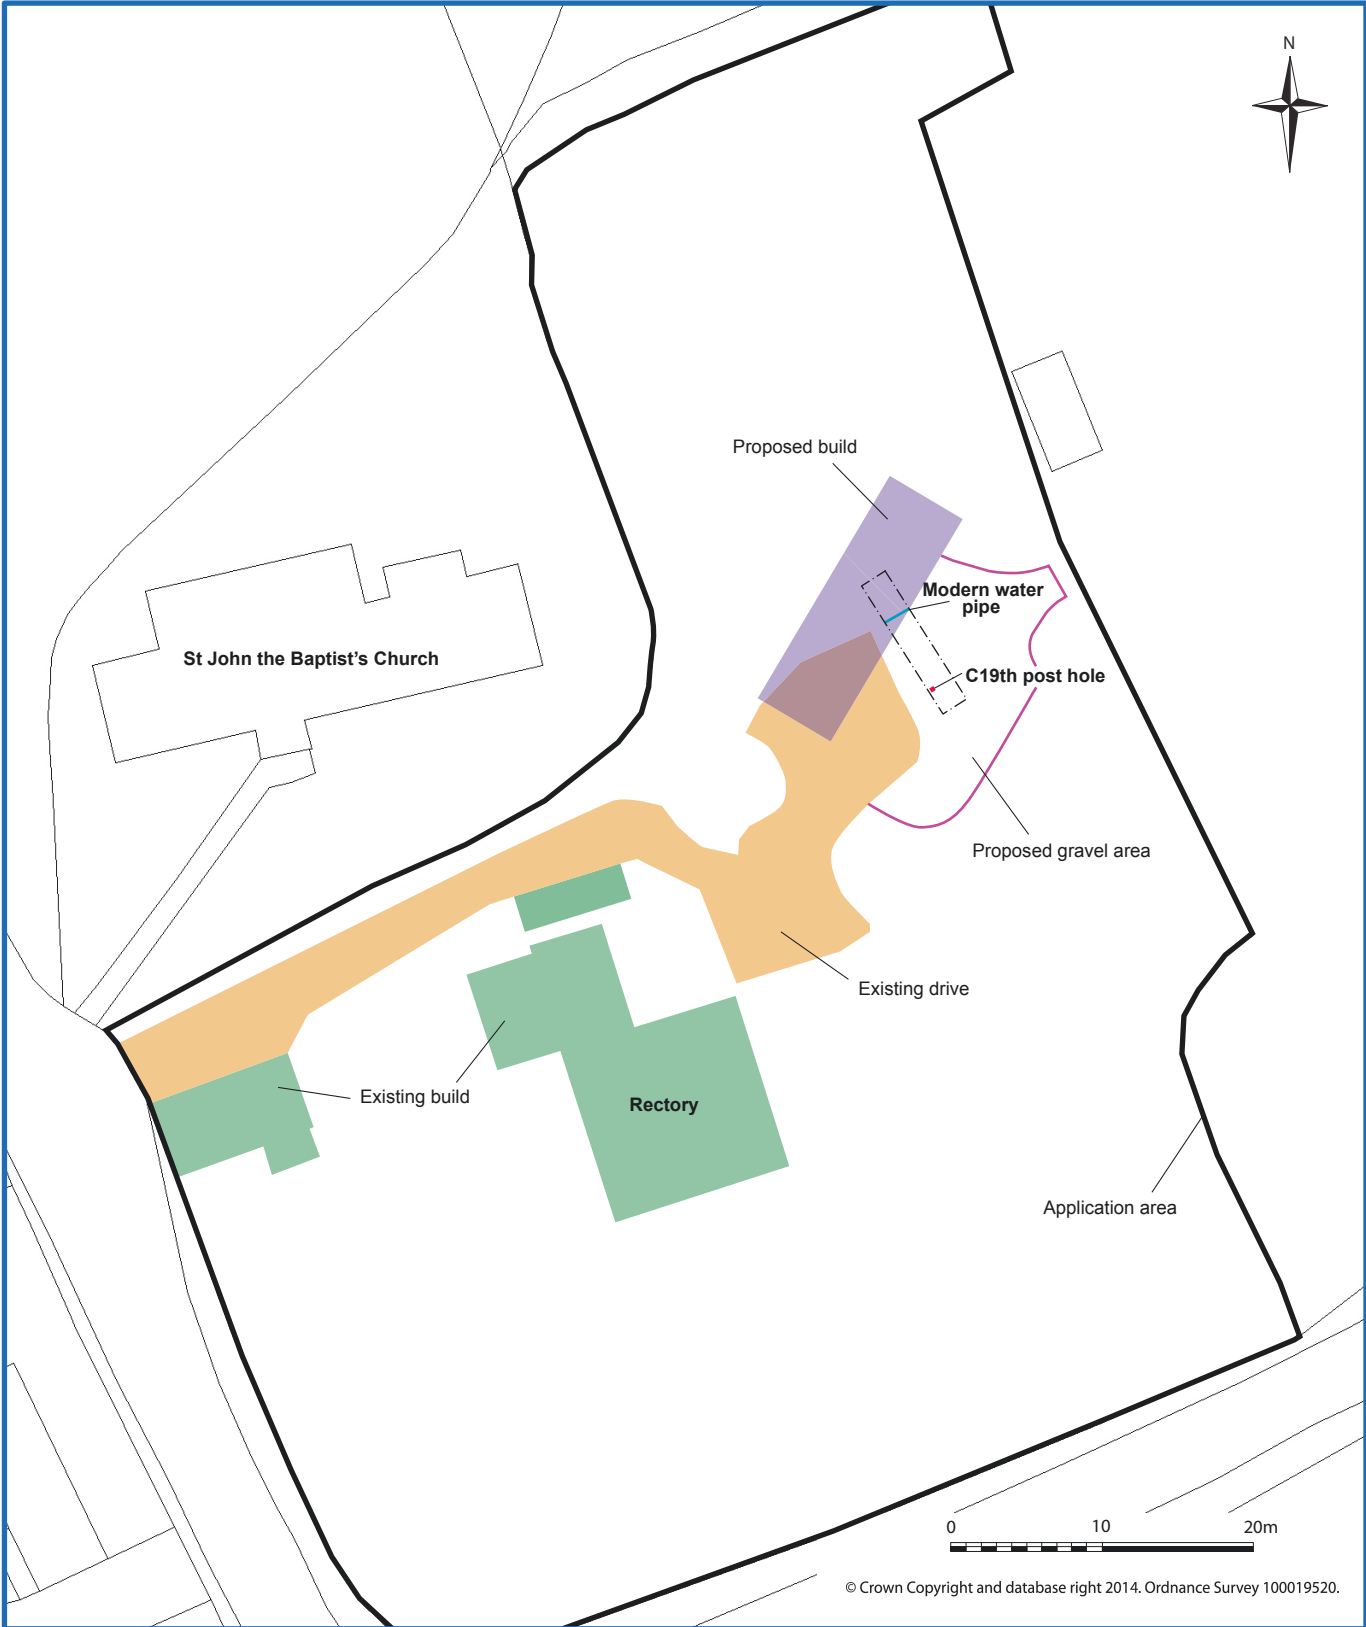 N
Proposed build
Modern water
pipe
St John the Baptist's Church
C19th post hole
Proposed gravel area
Existing drive
Existing build
Rectory
Application area
0 10 20m
© Crown Copyright and database right 2014. Ordnance Survey 100019520.